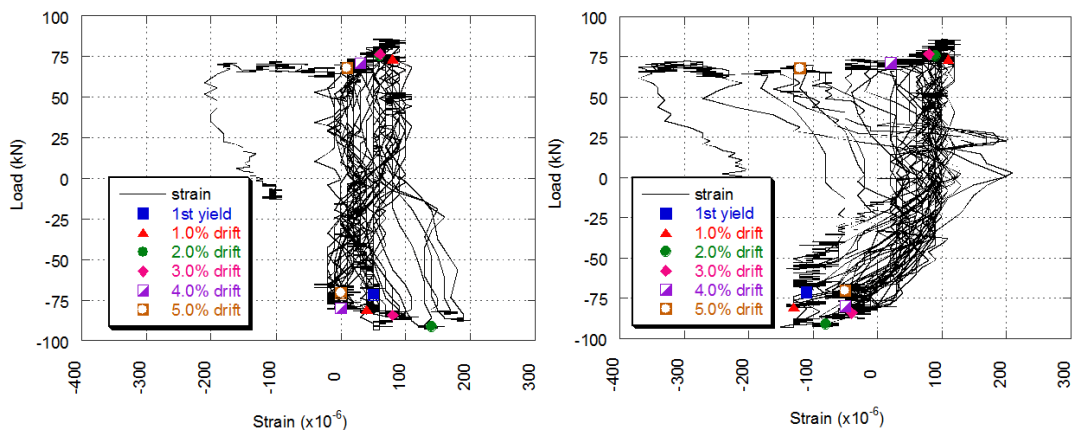 100
75
50
25
0
-25
-50
-75
-100
Load (kN)
strain
1st yield
1.0% drift
2.0% drift
3.0% drift
4.0% drift
5.0% drift
-400
-300
-200
-100
0
100
200
300
Strain (x10-6)
100
75
50
25
0
-25
-50
-75
-100
Load (kN)
strain
1st yield
1.0% drift
2.0% drift
3.0% drift
4.0% drift
5.0% drift
-400
-300
-200
-100
0
100
200
300
Strain (x10-6)